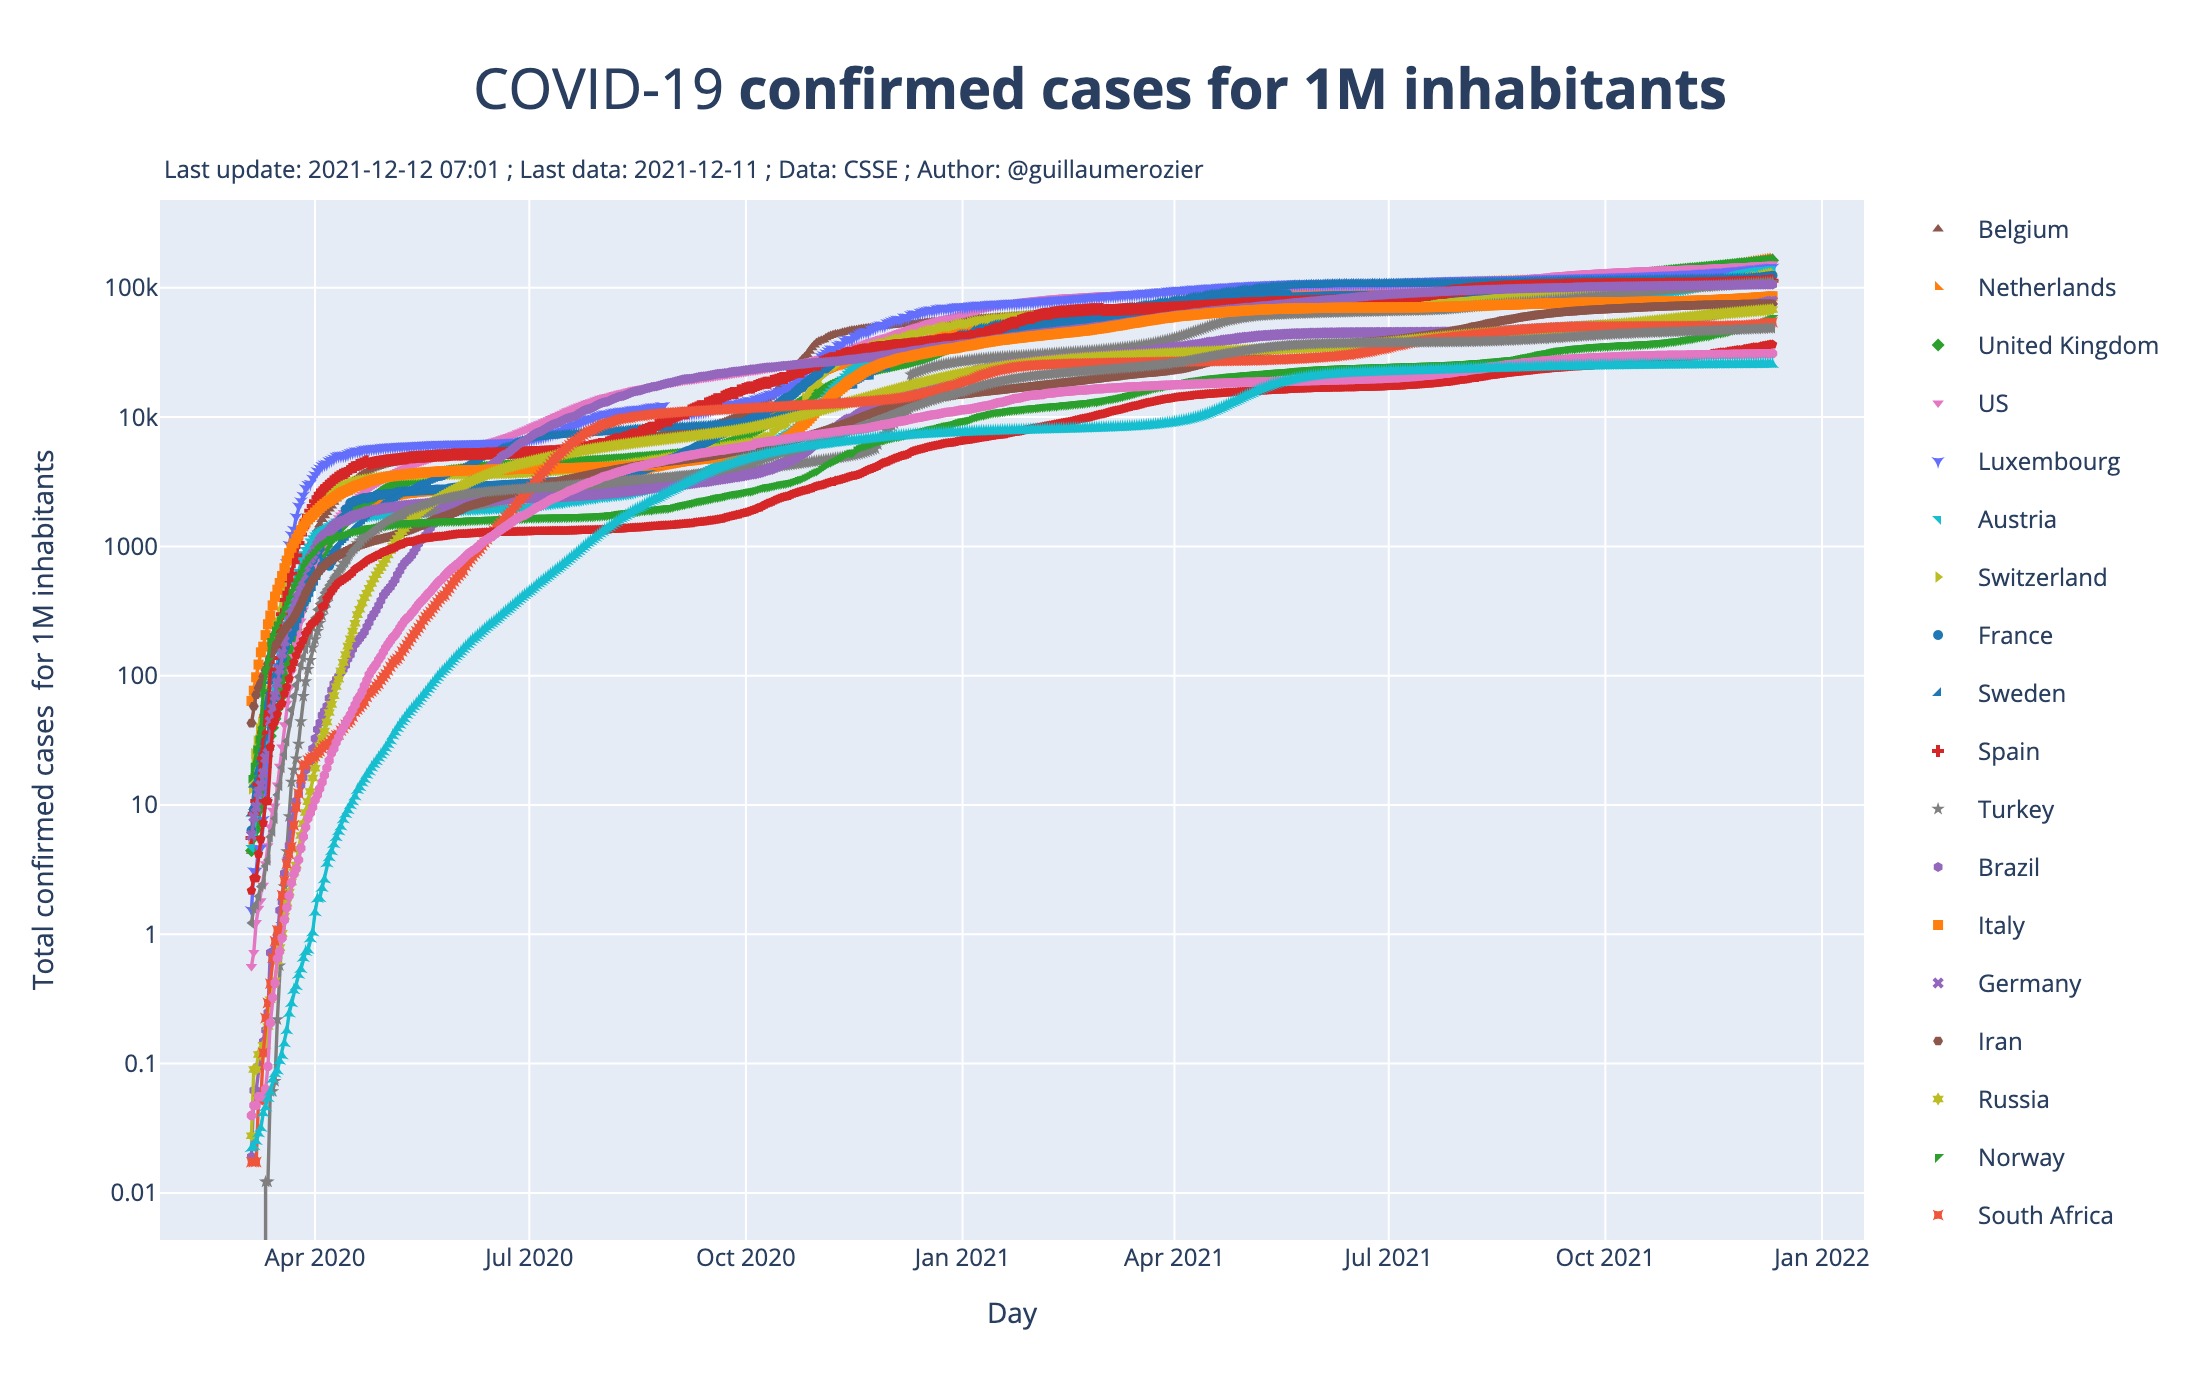 COVID-19 confirmed cases for 1M inhabitants
Last update: 2021-12-12 07:01 ; Last data: 2021-12-11 ; Data: CSSE ; Author: @guillaumerozier
Total confirmed cases for 1M inhabitants
100k
10k
1000
100
10
1
0.1
0.01
Apr 2020
Jul 2020
Oct 2020
Jan 2021
Apr 2021
Jul 2021
Oct 2021
Jan 2022
Day
Belgium
Netherlands
United Kingdom
US
Luxembourg
Austria
Switzerland
France
Sweden
Spain
Turkey
Brazil
Italy
Germany
Iran
Russia
Norway
South Africa